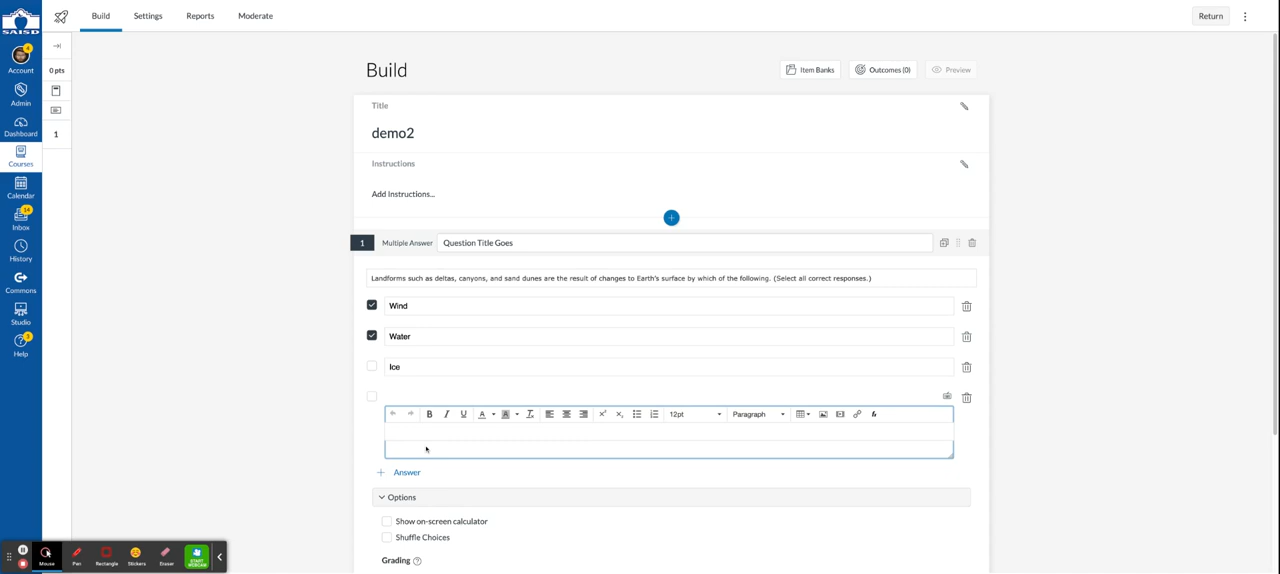 SAISD
Build
Settings
Reports
Moderate
Return
Account
4
0 pts
Admin
Dashboard
1
Courses
Calendar
14
Inbox
History
Commons
Studio
Help
Build
Item Banks
Outcomes (0)
Preview
Title
demo2
Instructions
Add Instructions...
1 Multiple Answer Question Title Goes
Landforms such as deltas, canyons, and sand dunes are the result of changes to Earth's surface by which of the following. (Select all correct responses.)
Wind
Water
Ice
B I U A A 12pt Paragraph
+ Answer
Options
Show on-screen calculator
Shuffle Choices
Grading ?
Mouse
Pen
Rectangle
Stickers
Eraser
START WEBCAM